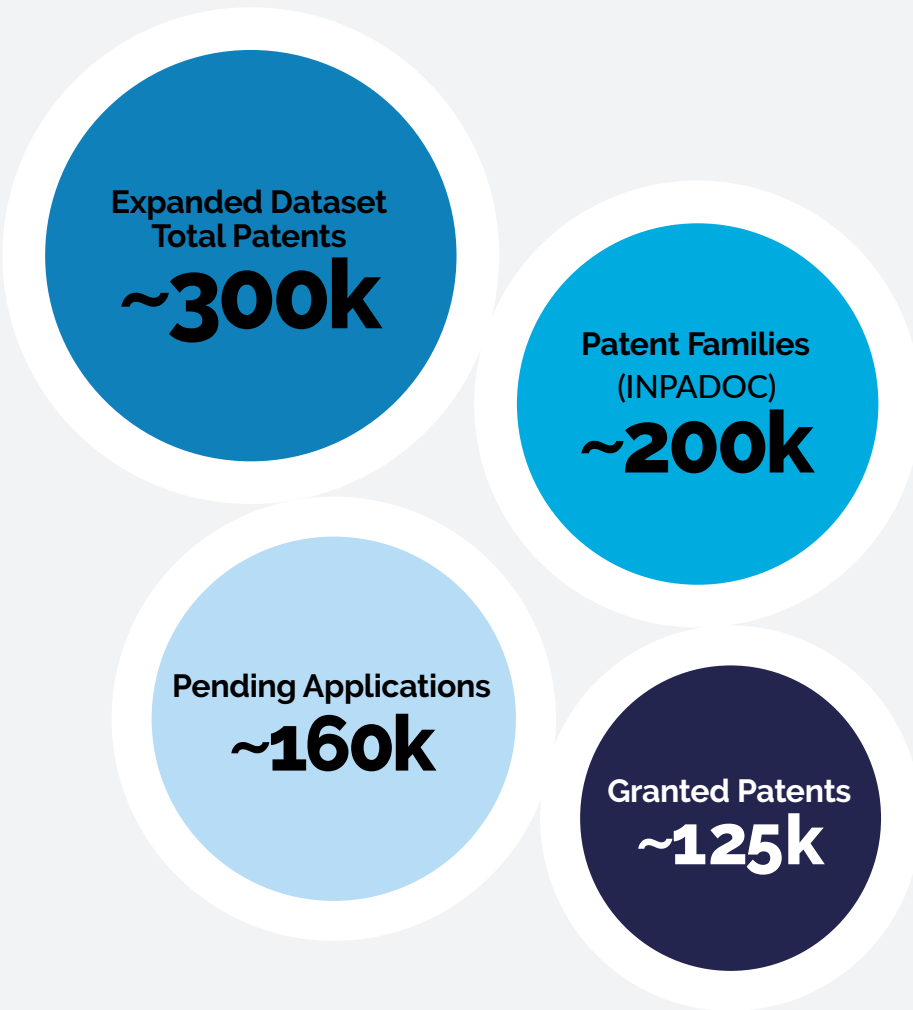 Expanded Dataset
Total Patents
~300k
Patent Families
(INPADOC)
~200k
Pending Applications
~160k
Granted Patents
~125k